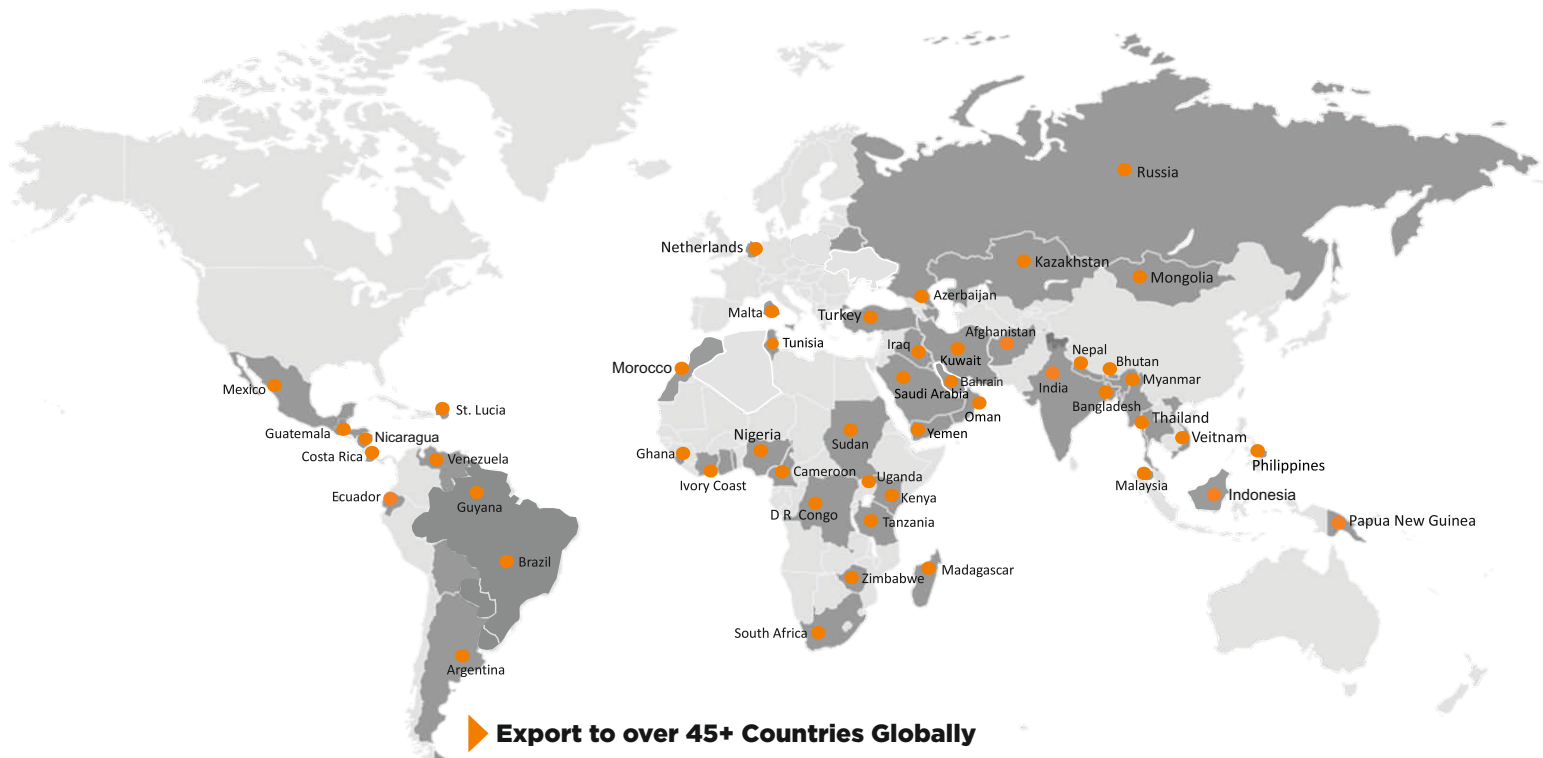 Russia
Netherlands
Kazakhstan
Mongolia
Azerbaijan
Malta
Turkey
Afghanistan
Tunisia
Iraq
Kuwait
Nepal
Bhutan
Morocco
Mexico
Saudi Arabia
Bahrain
India
Myanmar
Bangladesh
St. Lucia
Oman
Thailand
Guatemala
Nicaragua
Nigeria
Sudan
Yemen
Veitnam
Costa Rica
Venezuela
Ghana
Philippines
Ivory Coast
Cameroon
Uganda
Malaysia
Ecuador
Guyana
Kenya
Indonesia
D R Congo
Tanzania
Papua New Guinea
Brazil
Zimbabwe
Madagascar
South Africa
Argentina
Export to over 45+ Countries Globally